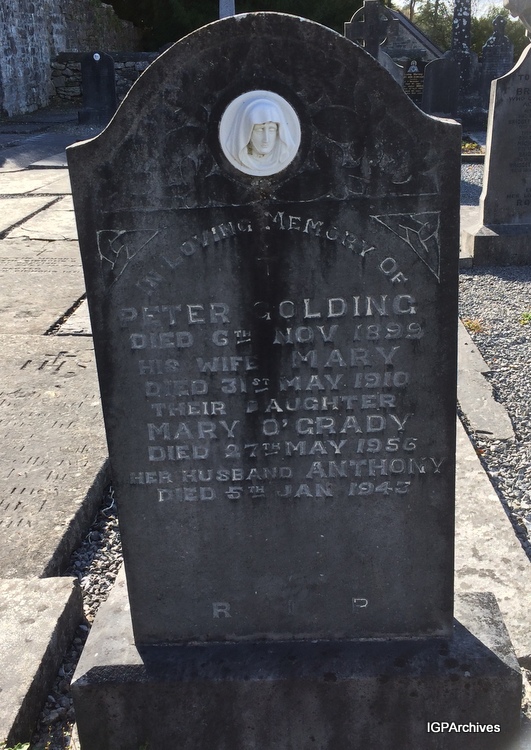 IN LOVING MEMORY OF
PETER GOLDING
DIED 6TH NOV 1899
HIS WIFE MARY
DIED 31ST MAY 1910
THEIR DAUGHTER
MARY O'GRADY
DIED 27TH MAY 1956
HER HUSBAND ANTHONY
DIED 5TH JAN
R I P
IGPArchives